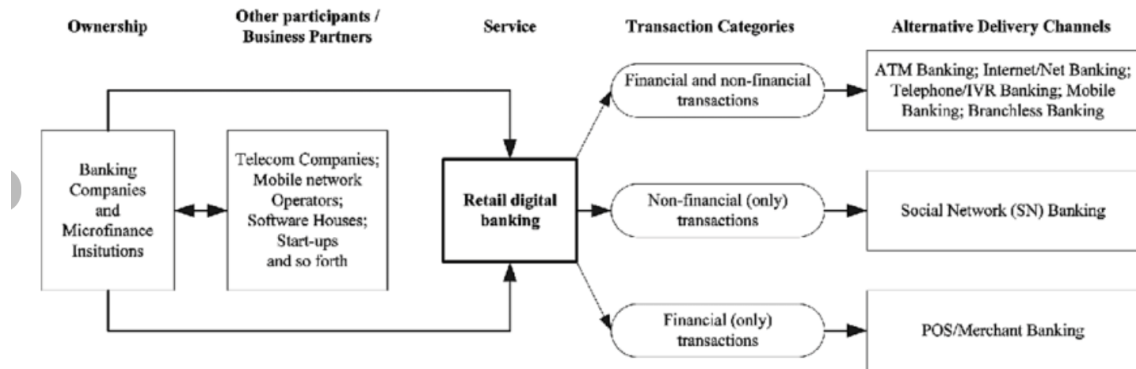 Ownership
Other participants /
Business Partners
Service
Transaction Categories
Alternative Delivery Channels
Banking
Companies
and
Microfinance
Insitutions
Telecom Companies;
Mobile network
Operators;
Software Houses;
Start-ups
and so forth
Retail digital
banking
Financial and non-financial
transactions
Non-financial (only)
transactions
Financial (only)
transactions
ATM Banking; Internet/Net Banking;
Telephone/IVR Banking; Mobile
Banking; Branchless Banking
Social Network (SN) Banking
POS/Merchant Banking